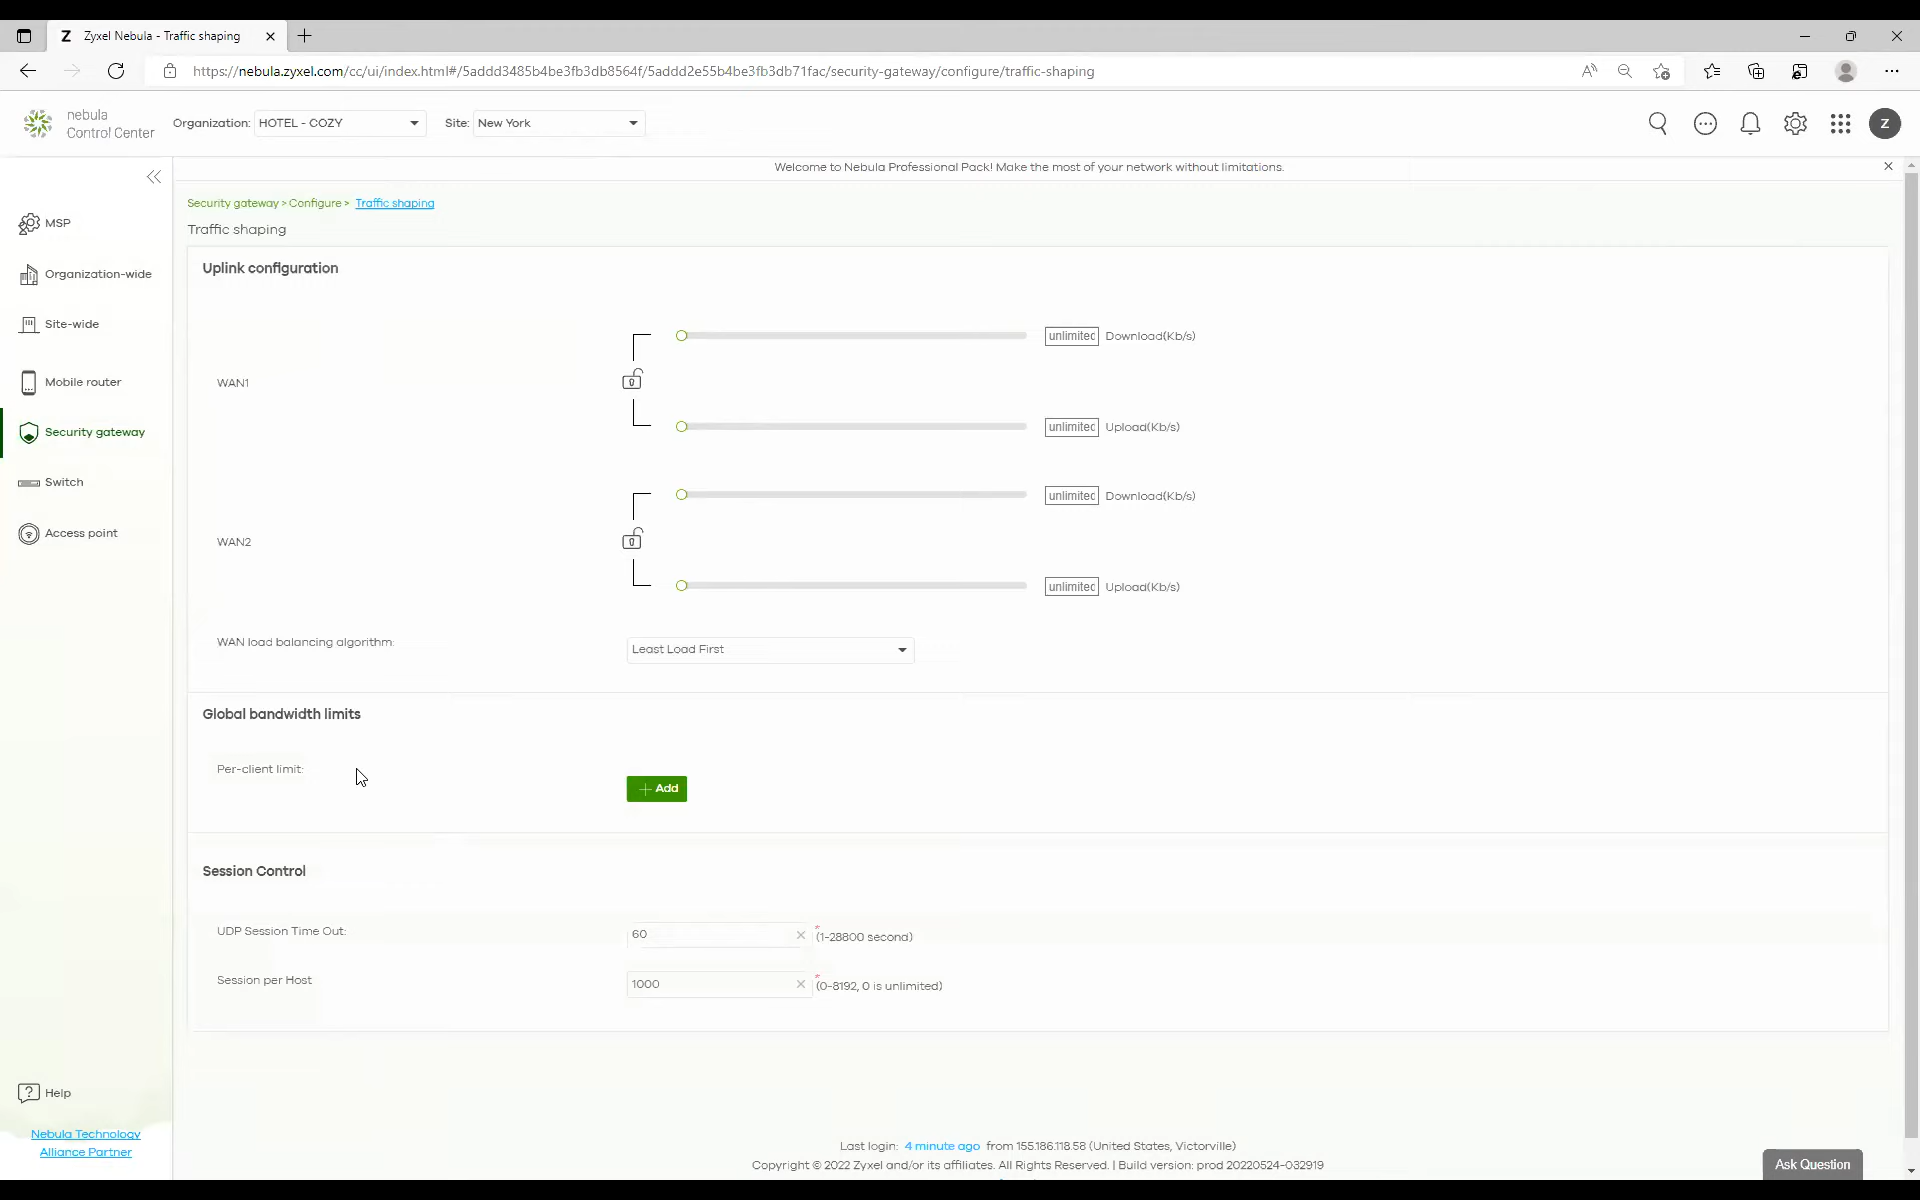 Zyxel Nebula - Traffic shaping
https://nebula.zyxel.com/cc/ui/index.html#/5addd3485b4be3fb3db8564f/5addd2e55b4be3fb3db71fac/security-gateway/configure/traffic-shaping
nebula
Control Center
Organization: HOTEL - COZY Site: New York
Z
Welcome to Nebula Professional Pack! Make the most of your network without limitations.
MSP
Organization-wide
Site-wide
Mobile router
Security gateway
Switch
Access point
Help
Nebula Technology
Alliance Partner
Security gateway > Configure > Traffic shaping
Traffic shaping
Uplink configuration
WAN1
unlimited Download(Kb/s)
unlimited Upload(Kb/s)
WAN2
unlimited Download(Kb/s)
unlimited Upload(Kb/s)
WAN load balancing algorithm: Least Load First
Global bandwidth limits
Per-client limit:
+ Add
Session Control
UDP Session Time Out: 60 × * (1-28800 second)
Session per Host 1000 × * (0-8192, 0 is unlimited)
Last login: 4 minute ago from 155.186.118.58 (United States, Victorville)
Copyright © 2022 Zyxel and/or its affiliates. All Rights Reserved. | Build version: prod 20220524-032919
Ask Question